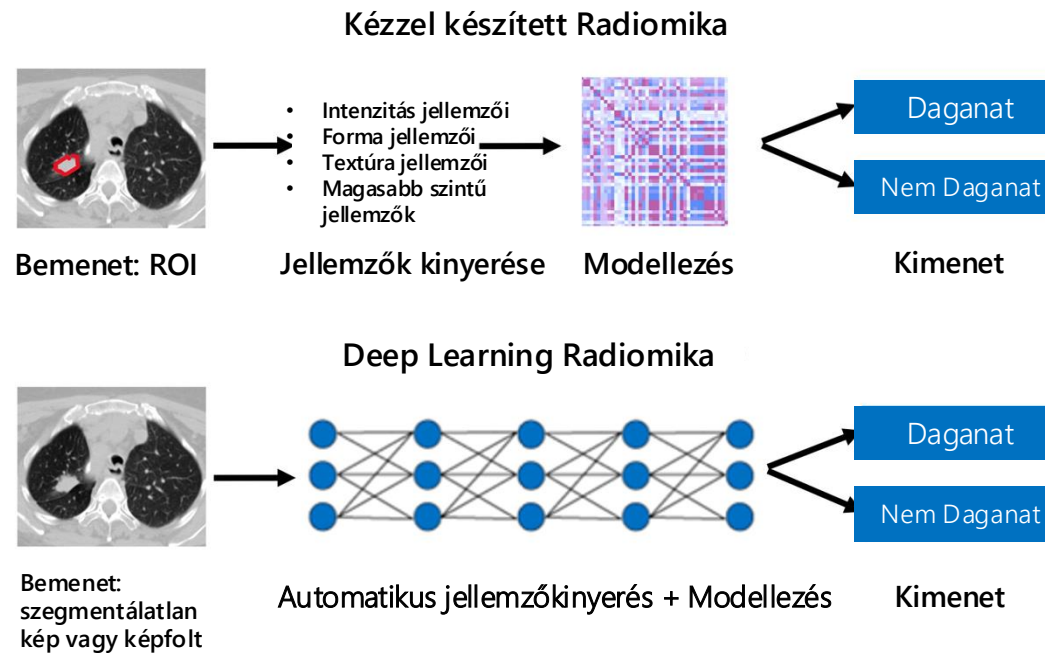 Kézzel készített Radiomika
• Intenzitás jellemzői
• Forma jellemzői
• Textúra jellemzői
• Magasabb szintű
jellemzők
Daganat
Nem Daganat
Bemenet: ROI
Jellemzők kinyerése
Modellezés
Kimenet
Deep Learning Radiomika
Daganat
Nem Daganat
Bemenet:
szegmentálatlan
kép vagy képfolt
Automatikus jellemzőkinyerés + Modellezés
Kimenet